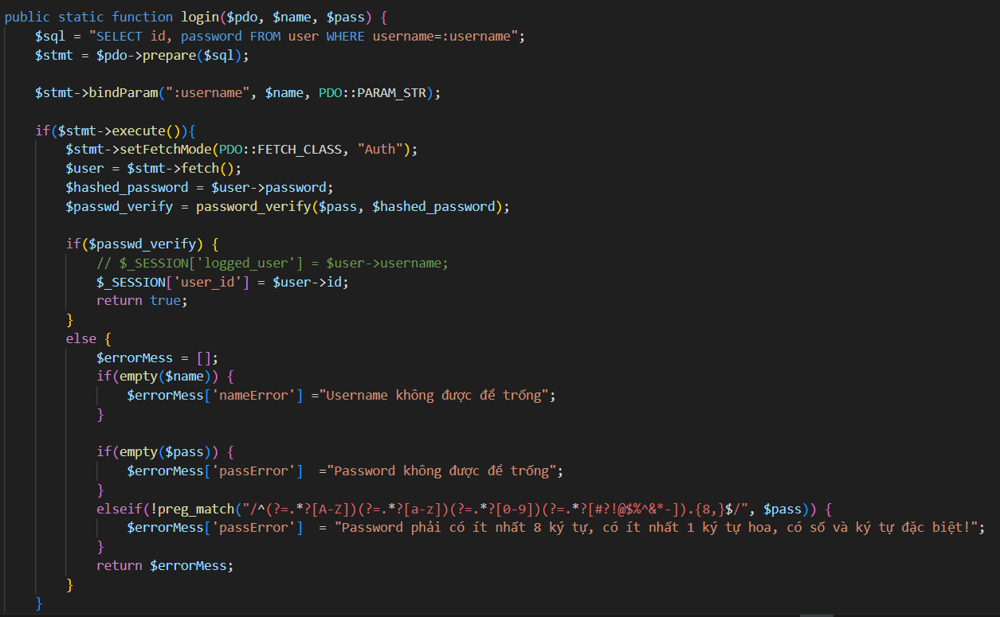 public static function login($pdo, $name, $pass) {
$sql = "SELECT id, password FROM user WHERE username=:username";
$stmt = $pdo->prepare($sql);
$stmt->bindParam(":username", $name, PDO::PARAM_STR);
if($stmt->execute()){
$stmt->setFetchMode(PDO::FETCH_CLASS, "Auth");
$user = $stmt->fetch();
$hashed_password = $user->password;
$passwd_verify = password_verify($pass, $hashed_password);
if($passwd_verify) {
// $_SESSION['logged_user'] = $user->username;
$_SESSION['user_id'] = $user->id;
return true;
}
else {
$errorMess = [];
if(empty($name)) {
$errorMess['nameError'] ="Username không được để trống";
}
if(empty($pass)) {
$errorMess['passError']  ="Password không được để trống";
}
elseif(!preg_match("/^(?=.*?[A-Z])(?=.*?[a-z])(?=.*?[0-9])(?=.*?[#?!@$%^&*-]).{8,}$/", $pass)) {
$errorMess['passError']  = "Password phải có ít nhất 8 ký tự, có ít nhất 1 ký tự hoa, có số và ký tự đặc biệt!";
}
return $errorMess;
}
}